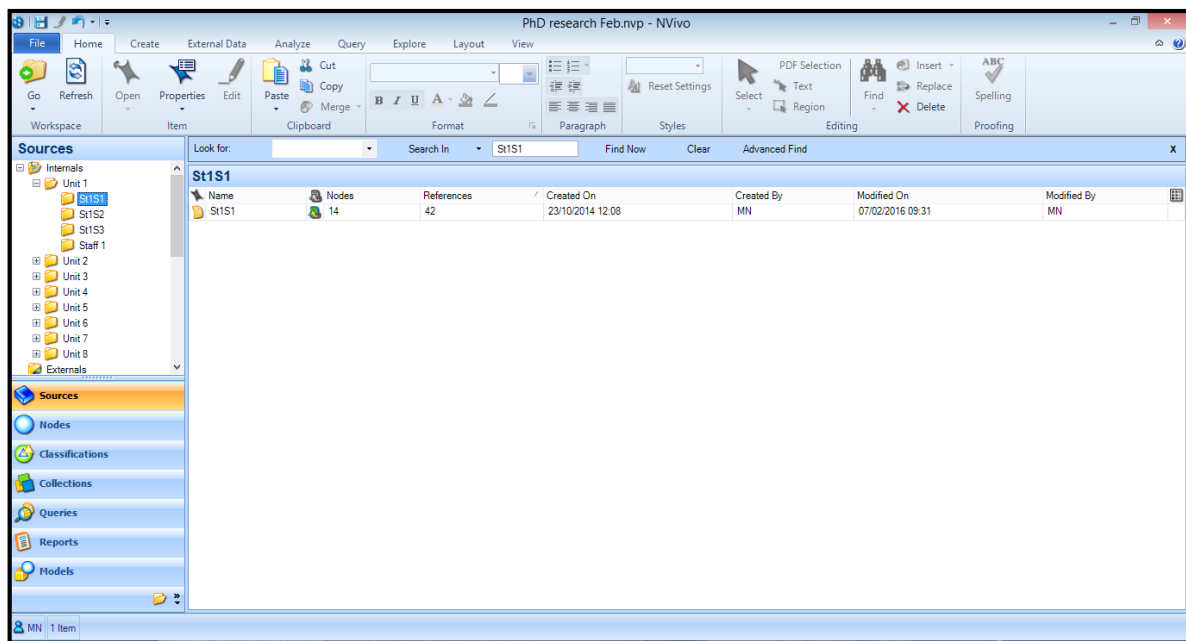 PhD research Feb.nvp - NVivo
File Home Create External Data Analyze Query Explore Layout View
Go Refresh Open Properties Edit Paste Cut Copy Merge
B I U A
Reset Settings
Select PDF Selection Text Region Find Insert Replace Delete
ABC Spelling
Workspace Item Clipboard Format Paragraph Styles Editing Proofing
Sources
Look for: Search In St1S1 Find Now Clear Advanced Find x
Internals
Unit 1
St1S1
St1S2
St1S3
Staff 1
Unit 2
Unit 3
Unit 4
Unit 5
Unit 6
Unit 7
Unit 8
Externals
St1S1
Name Nodes References Created On Created By Modified On Modified By
St1S1 14 42 23/10/2014 12:08 MN 07/02/2016 09:31 MN
Sources
Nodes
Classifications
Collections
Queries
Reports
Models
MN 1 Item